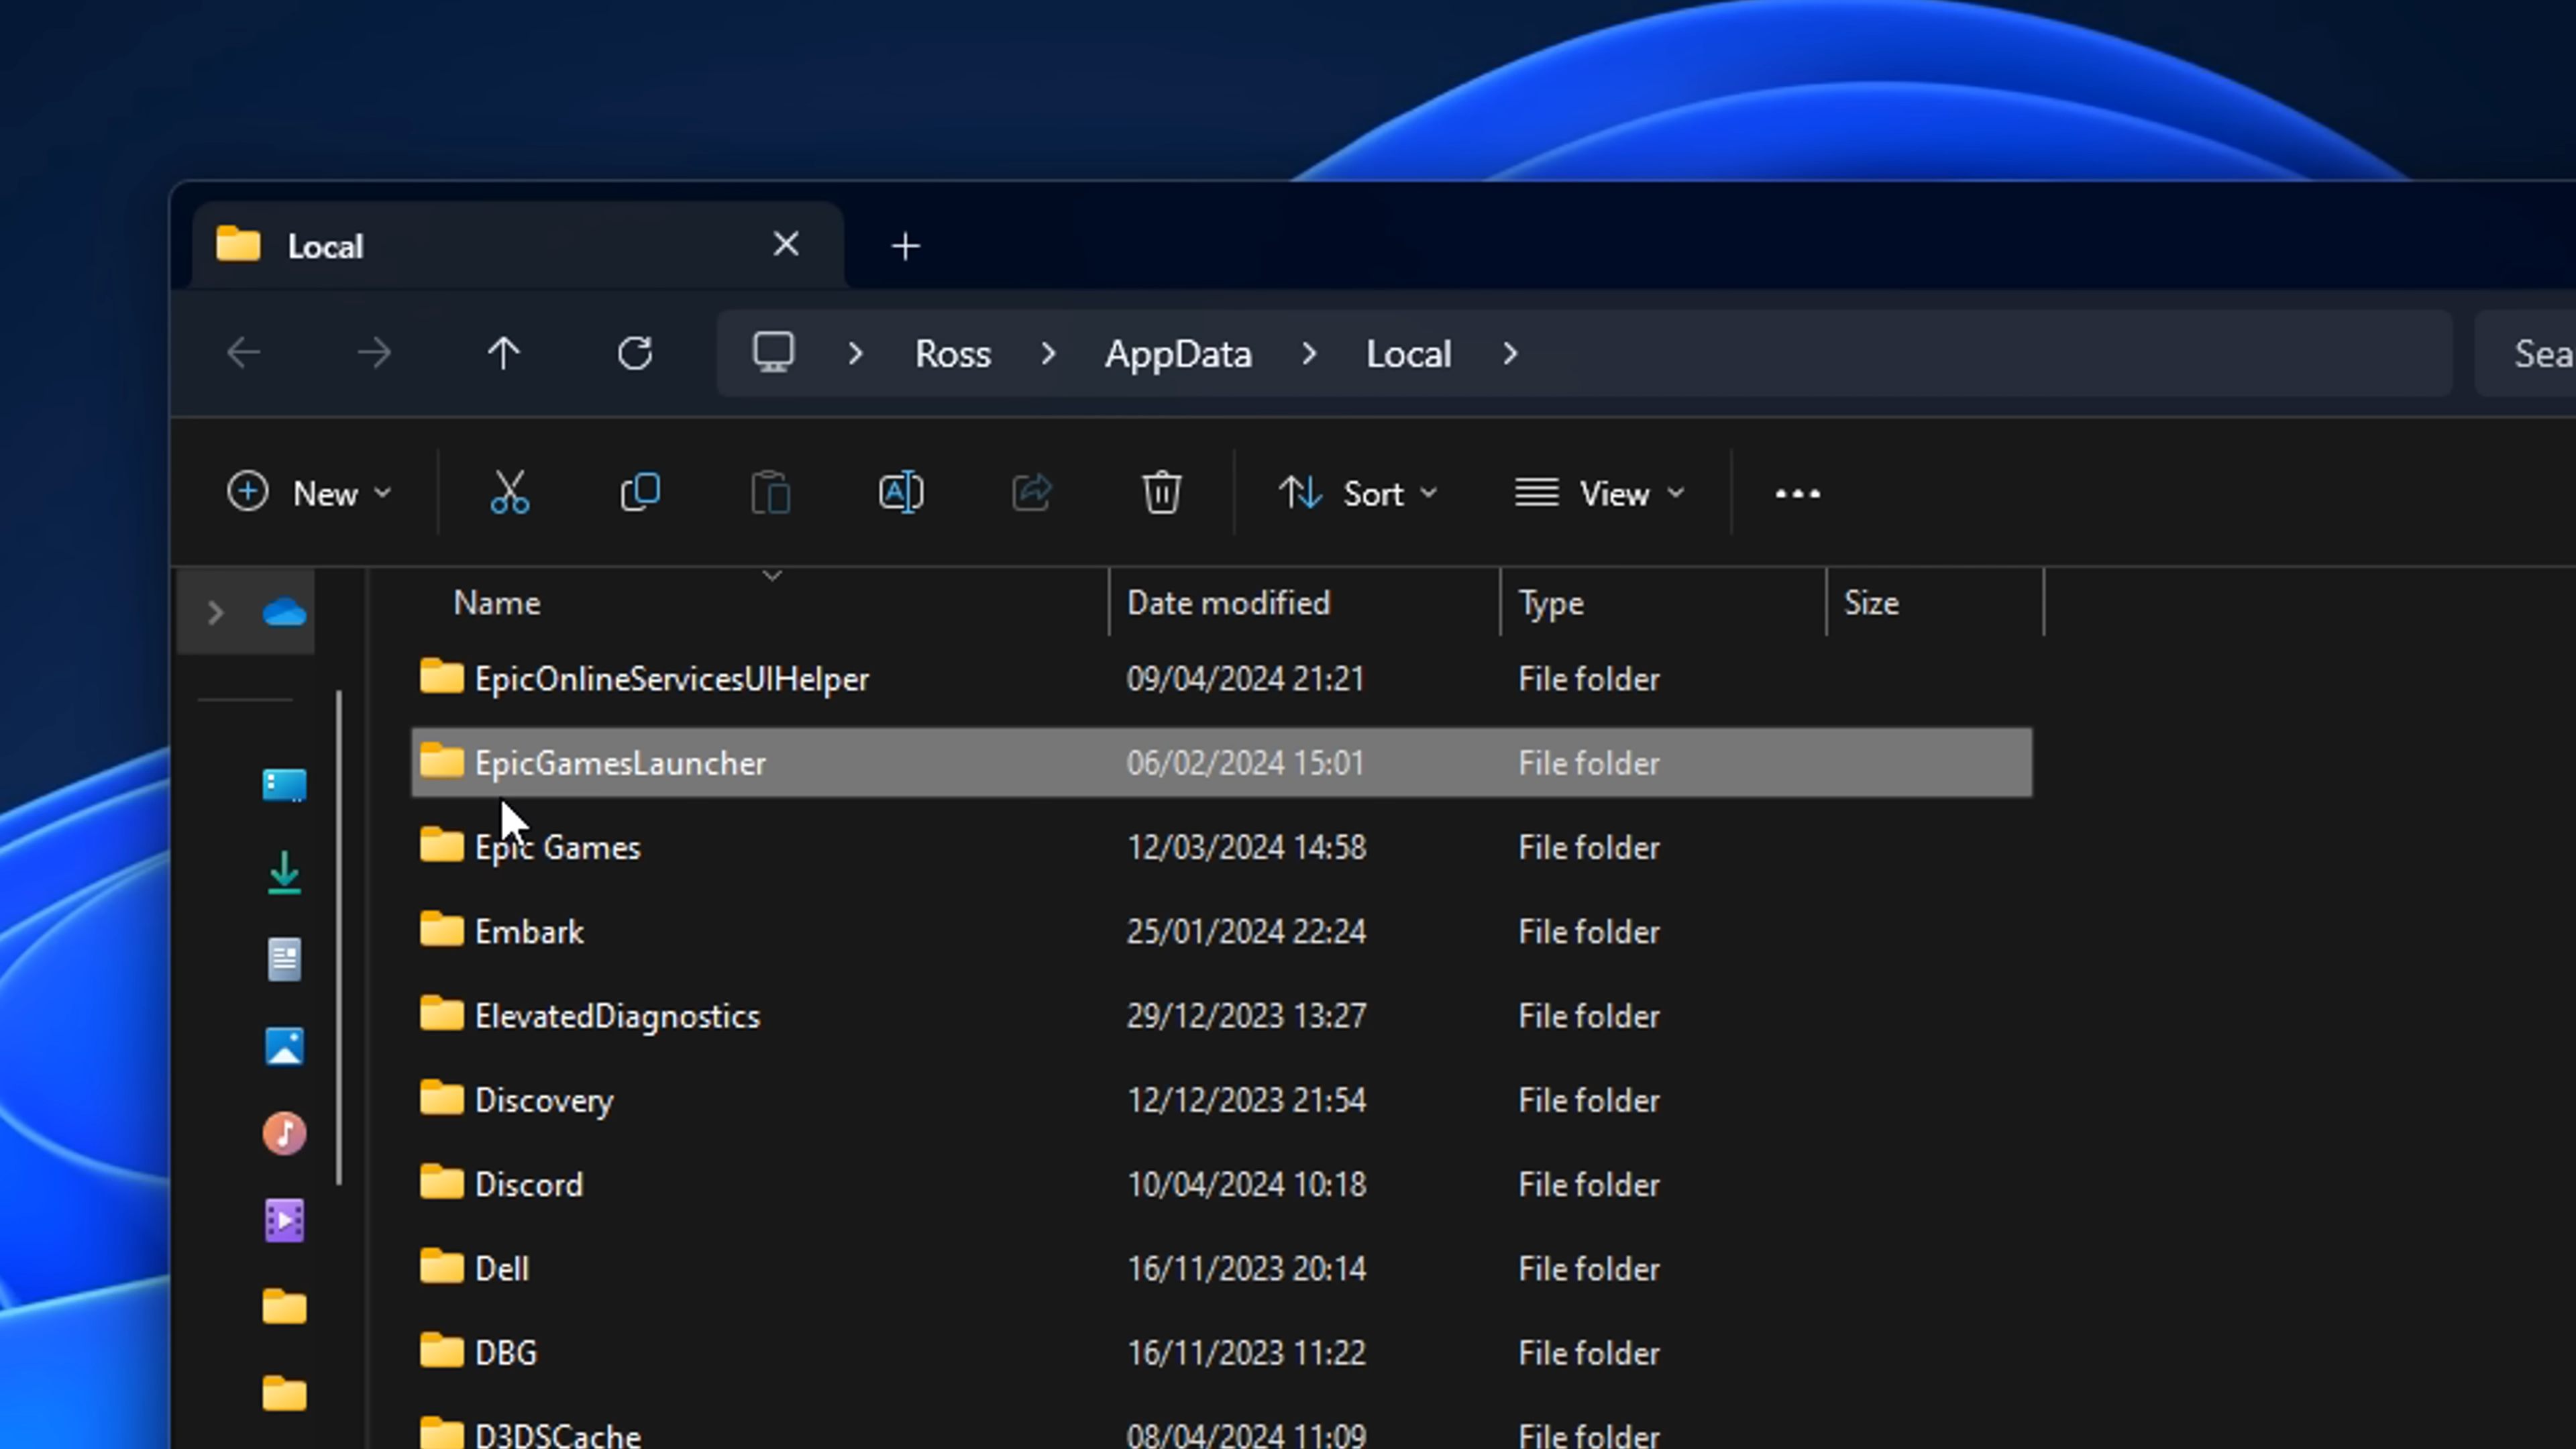 Local
Ross AppData Local Sea
New Sort View
Name Date modified Type Size
EpicOnlineServicesUIHelper 09/04/2024 21:21 File folder
EpicGamesLauncher 06/02/2024 15:01 File folder
Epic Games 12/03/2024 14:58 File folder
Embark 25/01/2024 22:24 File folder
ElevatedDiagnostics 29/12/2023 13:27 File folder
Discovery 12/12/2023 21:54 File folder
Discord 10/04/2024 10:18 File folder
Dell 16/11/2023 20:14 File folder
DBG 16/11/2023 11:22 File folder
D3DSCache 08/04/2024 11:09 File folder